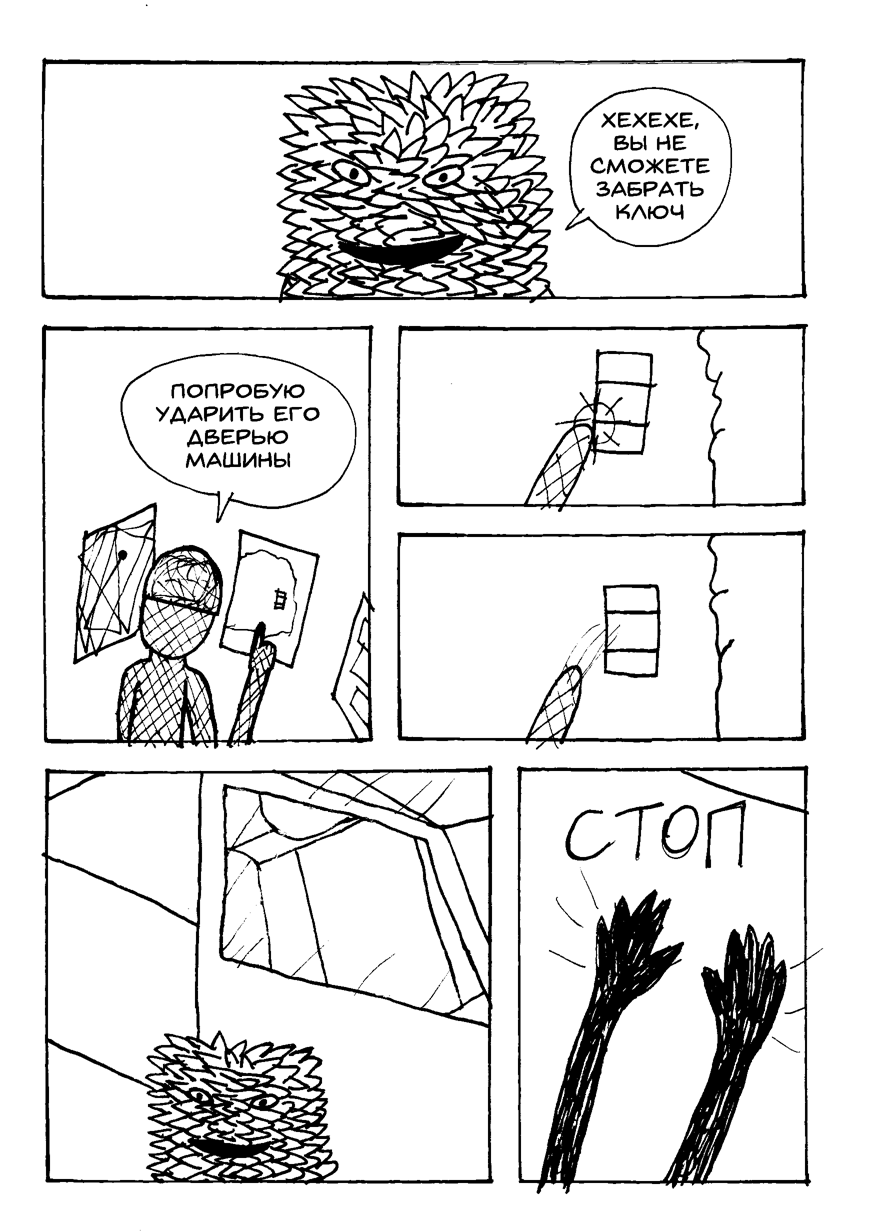 ХЕХЕХЕ,
ВЫ НЕ
СМОЖЕТЕ
ЗАБРАТЬ
КЛЮЧ
ПОПРОБУЮ
УДАРИТЬ ЕГО
ДВЕРЬЮ
МАШИНЫ
СТОП